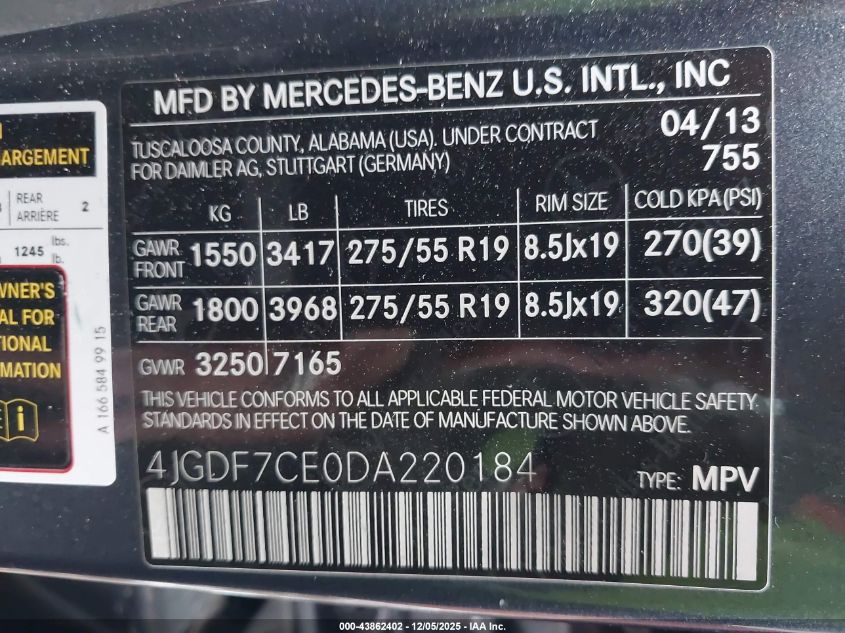 MFD BY MERCEDES-BENZ U.S. INTL., INC
TUSCALOOSA COUNTY, ALABAMA (USA). UNDER CONTRACT
FOR DAIMLER AG, STUTTGART (GERMANY)
04/13
755
KG LB TIRES RIM SIZE COLD KPA (PSI)
GAWR FRONT 1550 3417 275/55 R19 8.5Jx19 270(39)
GAWR REAR 1800 3968 275/55 R19 8.5Jx19 320(47)
GVWR 3250 7165
THIS VEHICLE CONFORMS TO ALL APPLICABLE FEDERAL MOTOR VEHICLE SAFETY
STANDARDS IN EFFECT ON THE DATE OF MANUFACTURE SHOWN ABOVE.
4JGDF7CE0DA220184
TYPE: MPV
ARGEMENT
REAR
ARRIÈRE 2
1245 lbs.
lb.
WNER'S
AL FOR
TIONAL
RMATION
A 166 584 99 15
000-43862402 - 12/05/2025 - IAA Inc.